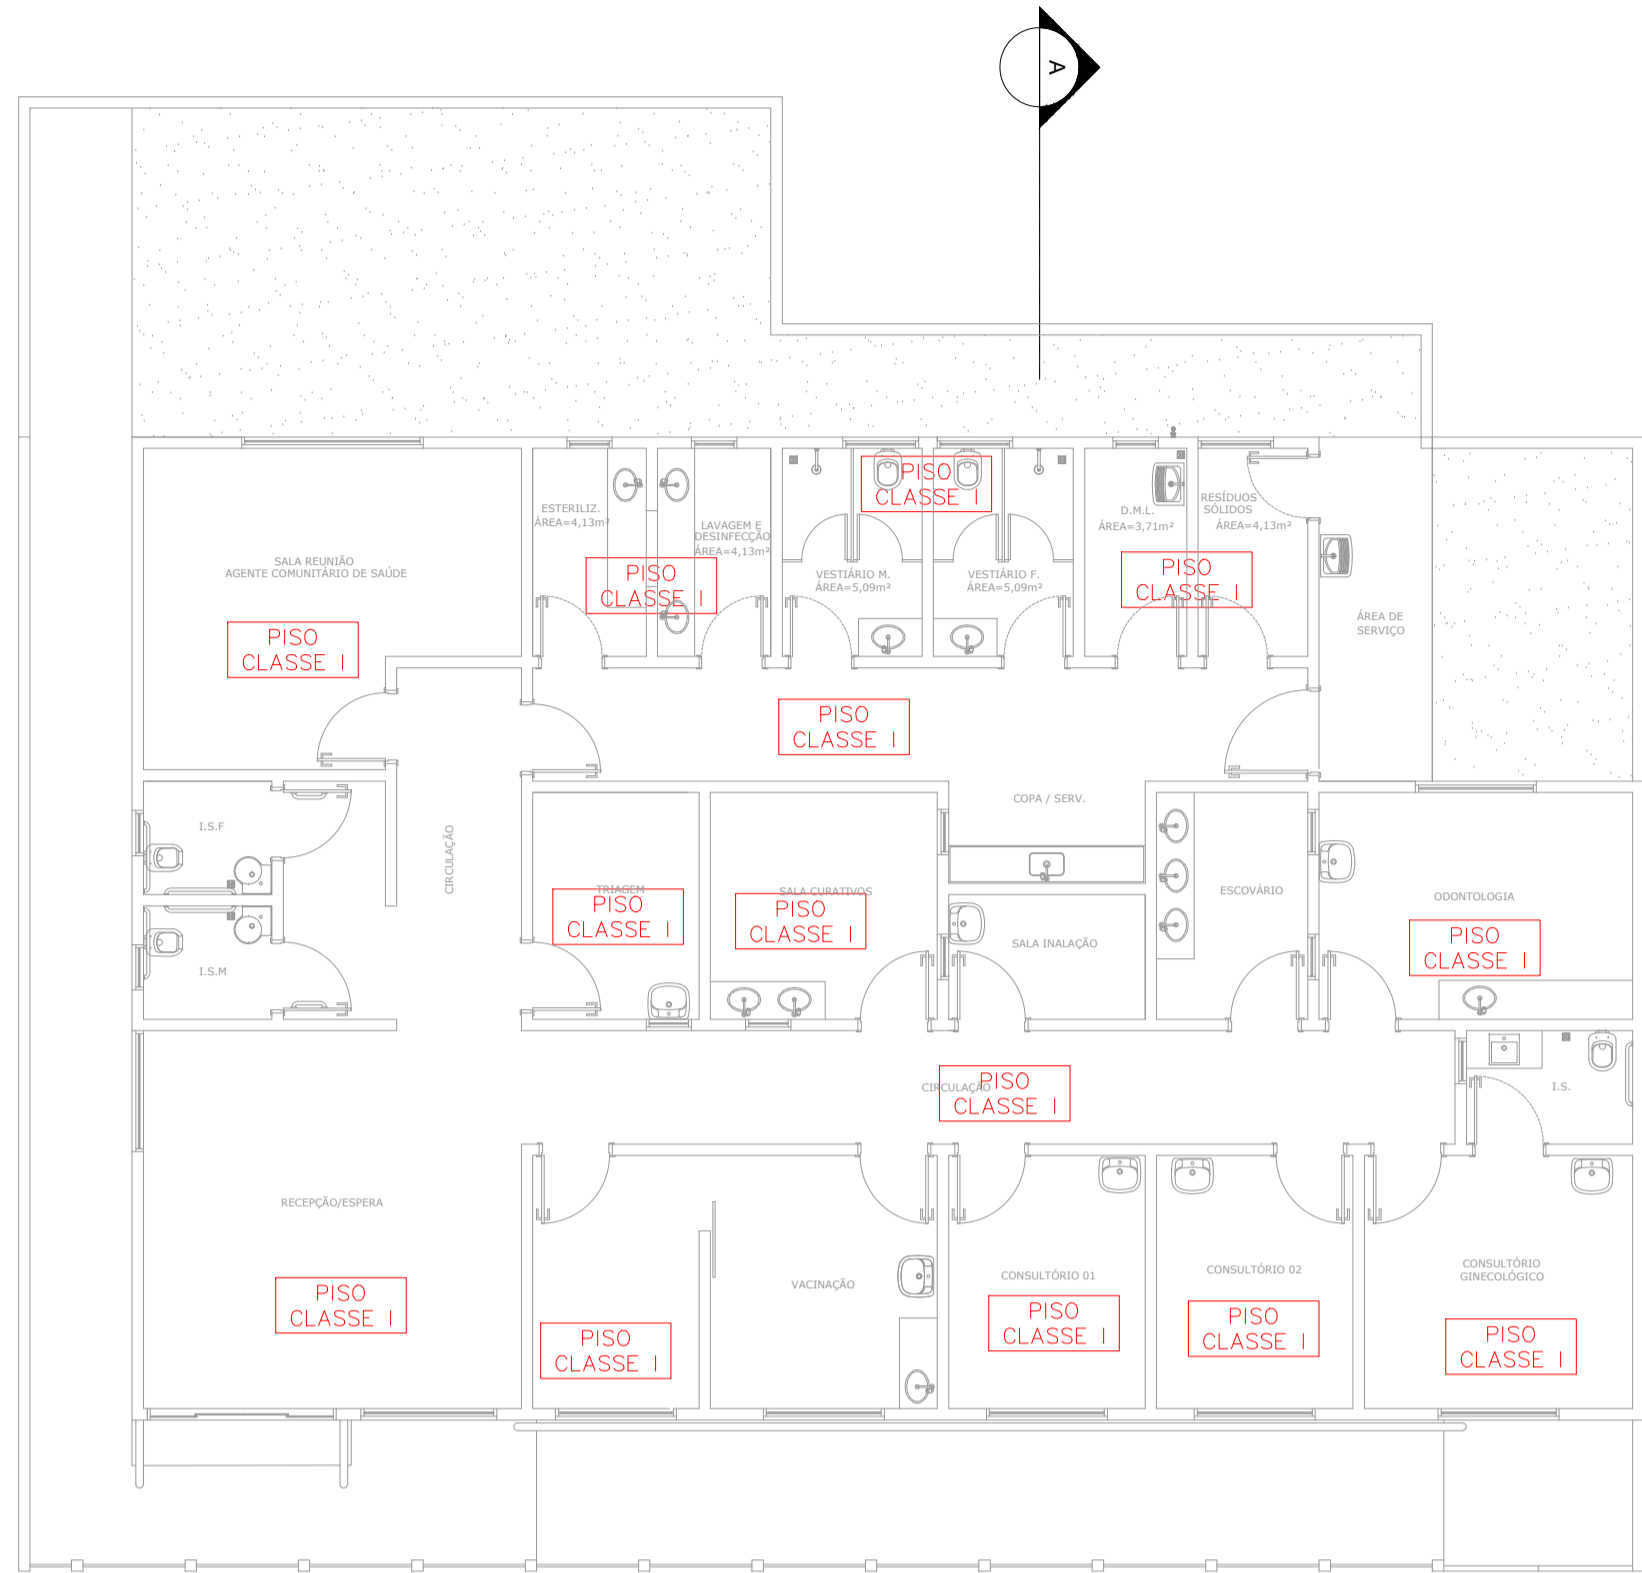 A
ESTERILIZ.
ÁREA=4,13m²
LAVAGEM E
DESINFECÇÃO
ÁREA=4,13m²
PISO
CLASSE I
PISO
CLASSE I
VESTIÁRIO M.
ÁREA=5,09m²
VESTIÁRIO F.
ÁREA=5,09m²
D.M.L.
ÁREA=3,71m²
RESÍDUOS
SÓLIDOS
ÁREA=4,13m²
PISO
CLASSE I
SALA REUNIÃO
AGENTE COMUNITÁRIO DE SAÚDE
PISO
CLASSE I
ÁREA DE
SERVIÇO
PISO
CLASSE I
COPA / SERV.
I.S.F
CIRCULAÇÃO
TRIAGEM
PISO
CLASSE I
SALA CURATIVOS
PISO
CLASSE I
SALA INALAÇÃO
ESCOVÁRIO
ODONTOLOGIA
PISO
CLASSE I
I.S.M
CIRCULAÇÃO
PISO
CLASSE I
I.S.
RECEPÇÃO/ESPERA
PISO
CLASSE I
PISO
CLASSE I
VACINAÇÃO
CONSULTÓRIO 01
PISO
CLASSE I
CONSULTÓRIO 02
PISO
CLASSE I
CONSULTÓRIO
GINECOLÓGICO
PISO
CLASSE I